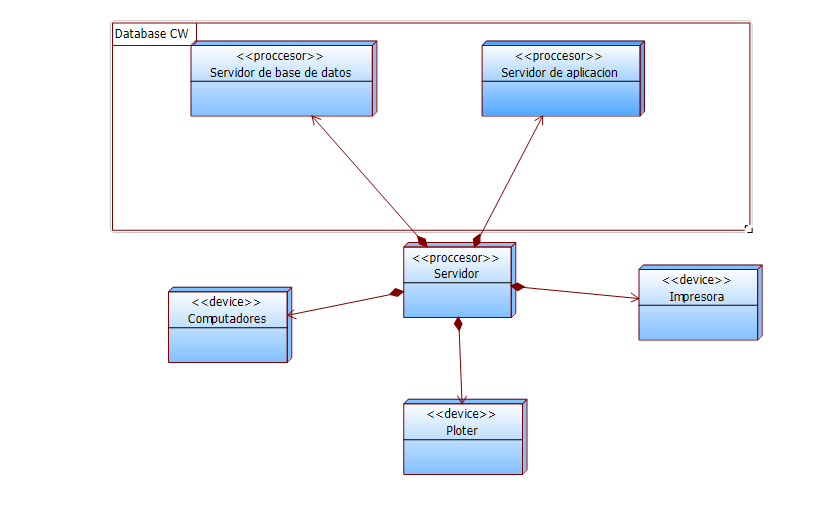 Database CW
<<proccesor>>
Servidor de base de datos
<<proccesor>>
Servidor de aplicacion
<<proccesor>>
Servidor
<<device>>
Impresora
<<device>>
Computadores
<<device>>
Ploter